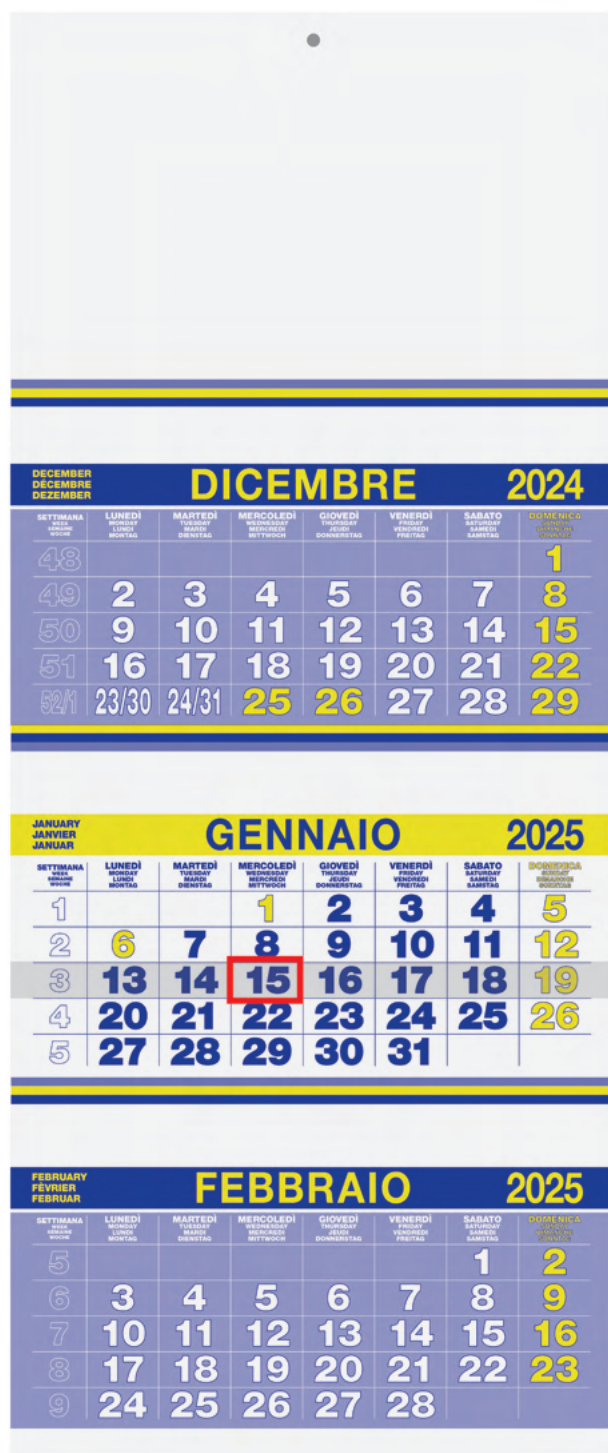 DECEMBER
DÉCEMBRE
DEZEMBER
DICEMBRE 2024
SETTIMANA LUNEDÌ MARTEDÌ MERCOLEDÌ GIOVEDÌ VENERDÌ SABATO DOMENICA
WEEK MONDAY TUESDAY WEDNESDAY THURSDAY FRIDAY SATURDAY SUNDAY
SEMAINE LUNDI MARDI MERCREDI JEUDI VENDREDI SAMEDI DIMANCHE
WOCHE MONTAG DIENSTAG MITTWOCH DONNERSTAG FREITAG SAMSTAG SONNTAG
48 1
49 2 3 4 5 6 7 8
50 9 10 11 12 13 14 15
51 16 17 18 19 20 21 22
52/1 23/30 24/31 25 26 27 28 29
JANUARY
JANVIER
JANUAR
GENNAIO 2025
SETTIMANA LUNEDÌ MARTEDÌ MERCOLEDÌ GIOVEDÌ VENERDÌ SABATO DOMENICA
WEEK MONDAY TUESDAY WEDNESDAY THURSDAY FRIDAY SATURDAY SUNDAY
SEMAINE LUNDI MARDI MERCREDI JEUDI VENDREDI SAMEDI DIMANCHE
WOCHE MONTAG DIENSTAG MITTWOCH DONNERSTAG FREITAG SAMSTAG SONNTAG
1 1 2 3 4 5
2 6 7 8 9 10 11 12
3 13 14 15 16 17 18 19
4 20 21 22 23 24 25 26
5 27 28 29 30 31
FEBRUARY
FÉVRIER
FEBRUAR
FEBBRAIO 2025
SETTIMANA LUNEDÌ MARTEDÌ MERCOLEDÌ GIOVEDÌ VENERDÌ SABATO DOMENICA
WEEK MONDAY TUESDAY WEDNESDAY THURSDAY FRIDAY SATURDAY SUNDAY
SEMAINE LUNDI MARDI MERCREDI JEUDI VENDREDI SAMEDI DIMANCHE
WOCHE MONTAG DIENSTAG MITTWOCH DONNERSTAG FREITAG SAMSTAG SONNTAG
5 1 2
6 3 4 5 6 7 8 9
7 10 11 12 13 14 15 16
8 17 18 19 20 21 22 23
9 24 25 26 27 28